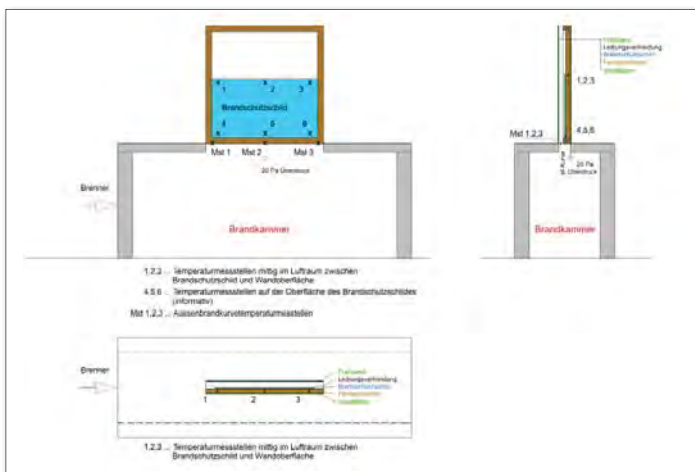 1 2 3
Brandschutzschild
4 5 6
Mst 1 Mst 2 Mst 3
20 Pa Überdruck
Brenner
Brandkammer
1,2,3
4,5,6
Mst 1,2,3
20 Pa
Überdruck
Brandkammer
1,2,3 ... Temperaturmessstellen mittig im Luftraum zwischen
Brandschutzschild und Wandoberfläche
4,5,6 ... Temperaturmessstellen auf der Oberfläche des Brandschutzschildes
(informativ)
Mst 1,2,3 ... Aussenbrandkurvetemperaturmessstellen
Brenner
1 2 3
1,2,3 ... Temperaturmessstellen mittig im Luftraum zwischen
Brandschutzschild und Wandoberfläche